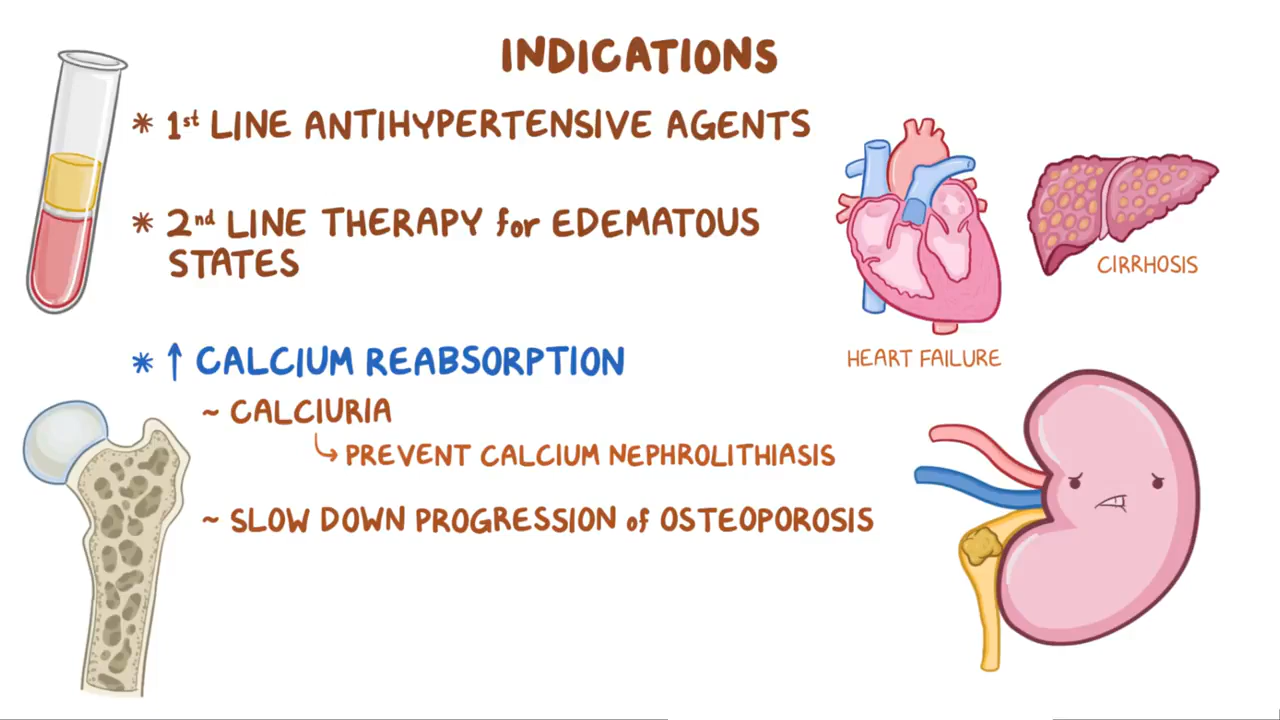 INDICATIONS
* 1st LINE ANTIHYPERTENSIVE AGENTS
* 2nd LINE THERAPY for EDEMATOUS
STATES
CIRRHOSIS
HEART FAILURE
* ↑ CALCIUM REABSORPTION
~ CALCIURIA
↳ PREVENT CALCIUM NEPHROLITHIASIS
~ SLOW DOWN PROGRESSION of OSTEOPOROSIS